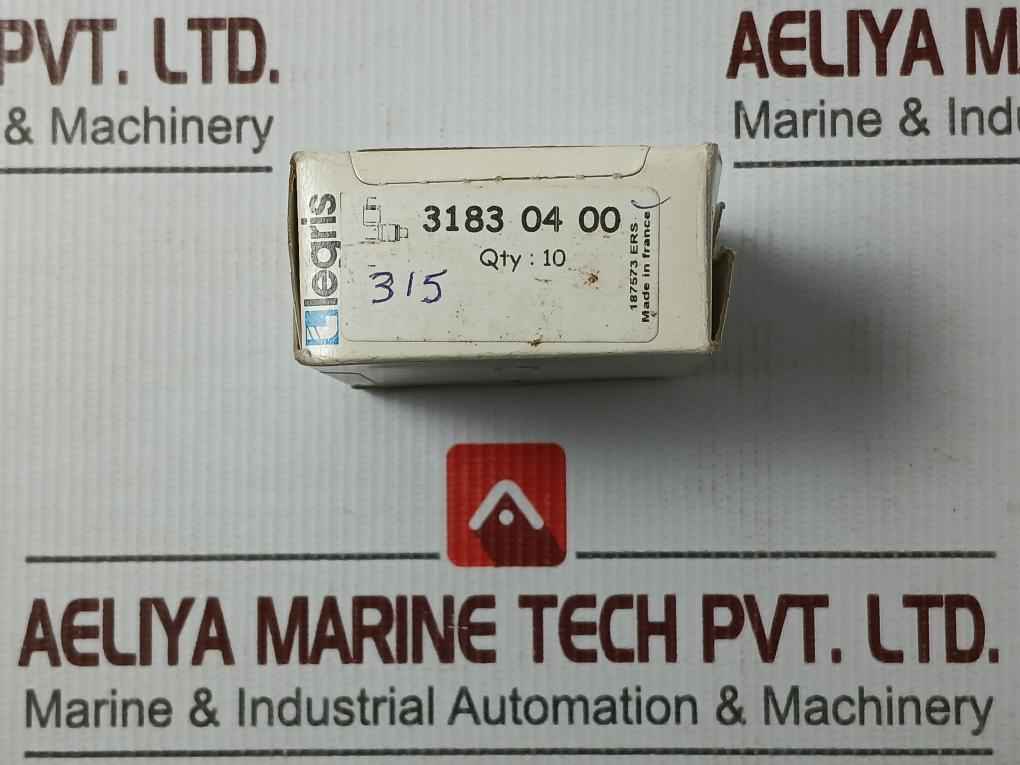 PVT. LTD.
& Machinery
AELIYA M
Marine & Indu
legris
3183 04 00
Qty : 10
315
187573 ERS
Made in france
AELIYA MARINE TECH PVT. LTD.
Marine & Industrial Automation & Machinery